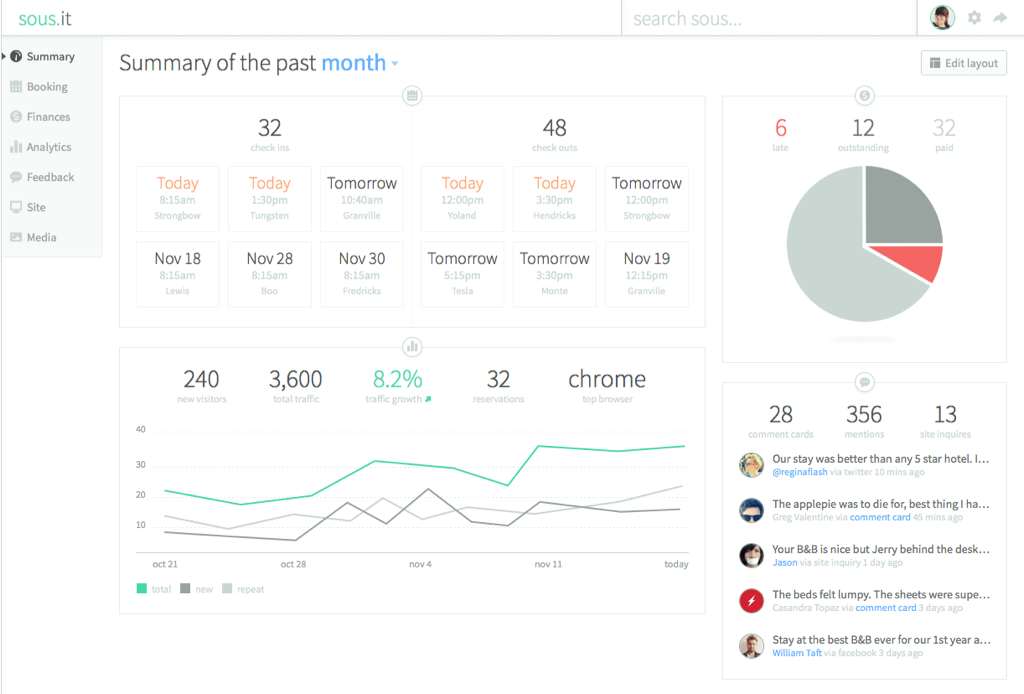 sous.it
search sous...
Summary
Booking
Finances
Analytics
Feedback
Site
Media
Summary of the past month
Edit layout
32
check ins
48
check outs
Today
8:15am
Strongbow
Today
1:30pm
Tungsten
Tomorrow
10:40am
Granville
Today
12:00pm
Yoland
Today
3:30pm
Hendricks
Tomorrow
12:00pm
Strongbow
Nov 18
8:15am
Lewis
Nov 28
8:15am
Boo
Nov 30
8:15am
Fredricks
Tomorrow
5:15pm
Tesla
Tomorrow
3:30pm
Monte
Nov 19
12:15pm
Granville
6
late
12
outstanding
32
paid
240
new visitors
3,600
total traffic
8.2%
traffic growth
32
reservations
chrome
top browser
40
30
20
10
oct 21
oct 28
nov 4
nov 11
today
total
new
repeat
28
comment cards
356
mentions
13
site inquires
Our stay was better than any 5 star hotel. I...
@reginaflash via twitter 10 mins ago
The applepie was to die for, best thing I ha...
Greg Valentine via comment card 45 mins ago
Your B&B is nice but Jerry behind the desk...
Jason via site inquiry 1 day ago
The beds felt lumpy. The sheets were supe...
Casandra Topaz via comment card 3 days ago
Stay at the best B&B ever for our 1st year a...
William Taft via facebook 3 days ago